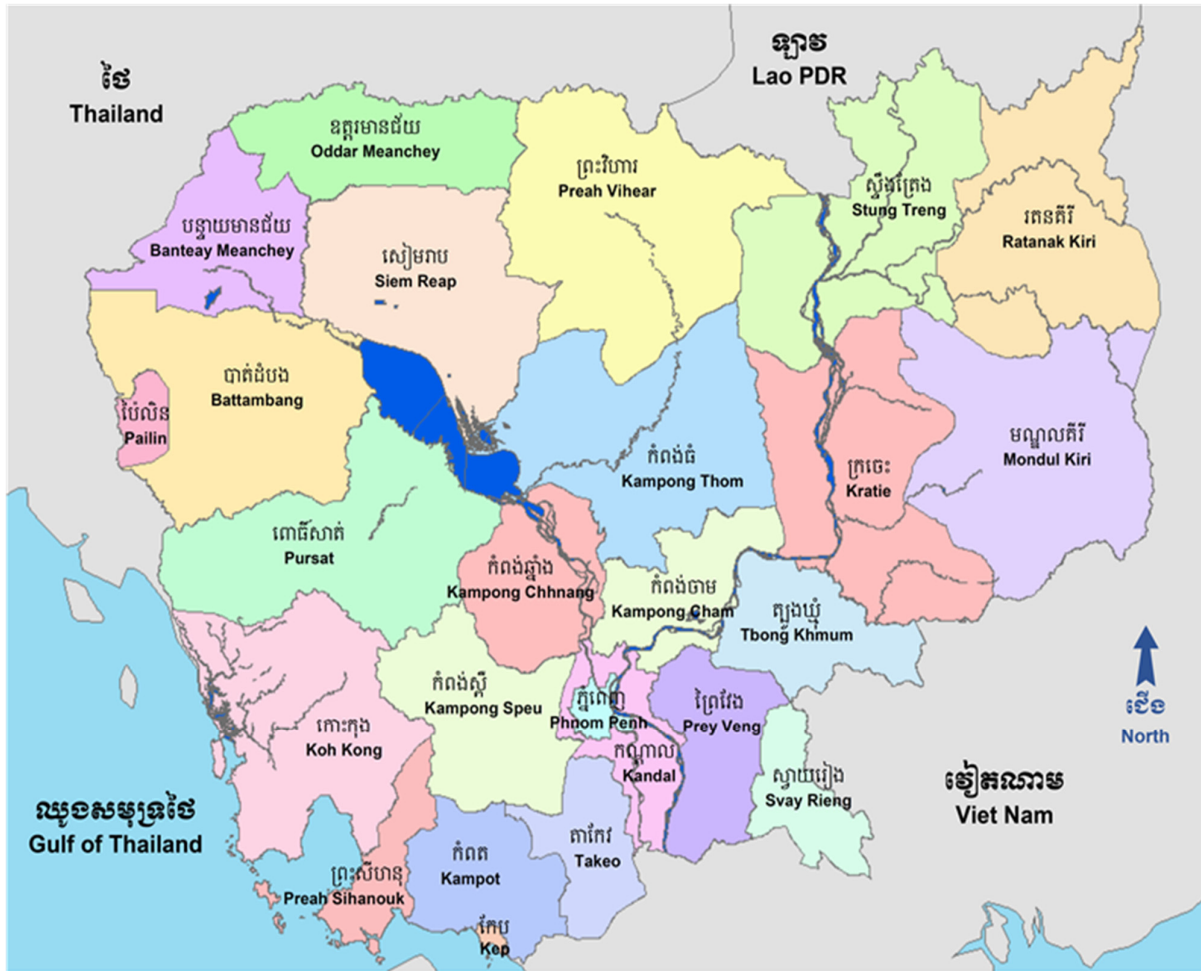 ថៃ
Thailand
ឡាវ
Lao PDR
ឧត្តរមានជ័យ
Oddar Meanchey
ព្រះវិហារ
Preah Vihear
ស្ទឹងត្រែង
Stung Treng
រតនគីរី
Ratanak Kiri
បន្ទាយមានជ័យ
Banteay Meanchey
សៀមរាប
Siem Reap
បាត់ដំបង
Battambang
ប៉ៃលិន
Pailin
កំពង់ធំ
Kampong Thom
ក្រចេះ
Kratie
មណ្ឌលគីរី
Mondul Kiri
ពោធិ៍សាត់
Pursat
កំពង់ឆ្នាំង
Kampong Chhnang
កំពង់ចាម
Kampong Cham
ត្បូងឃ្មុំ
Tbong Khmum
កោះកុង
Koh Kong
កំពង់ស្ពឺ
Kampong Speu
ភ្នំពេញ
Phnom Penh
កណ្តាល
Kandal
ព្រៃវែង
Prey Veng
ស្វាយរៀង
Svay Rieng
ជើង
North
វៀតណាម
Viet Nam
ឈូងសមុទ្រថៃ
Gulf of Thailand
ព្រះសីហនុ
Preah Sihanouk
កំពត
Kampot
តាកែវ
Takeo
កែប
Kep